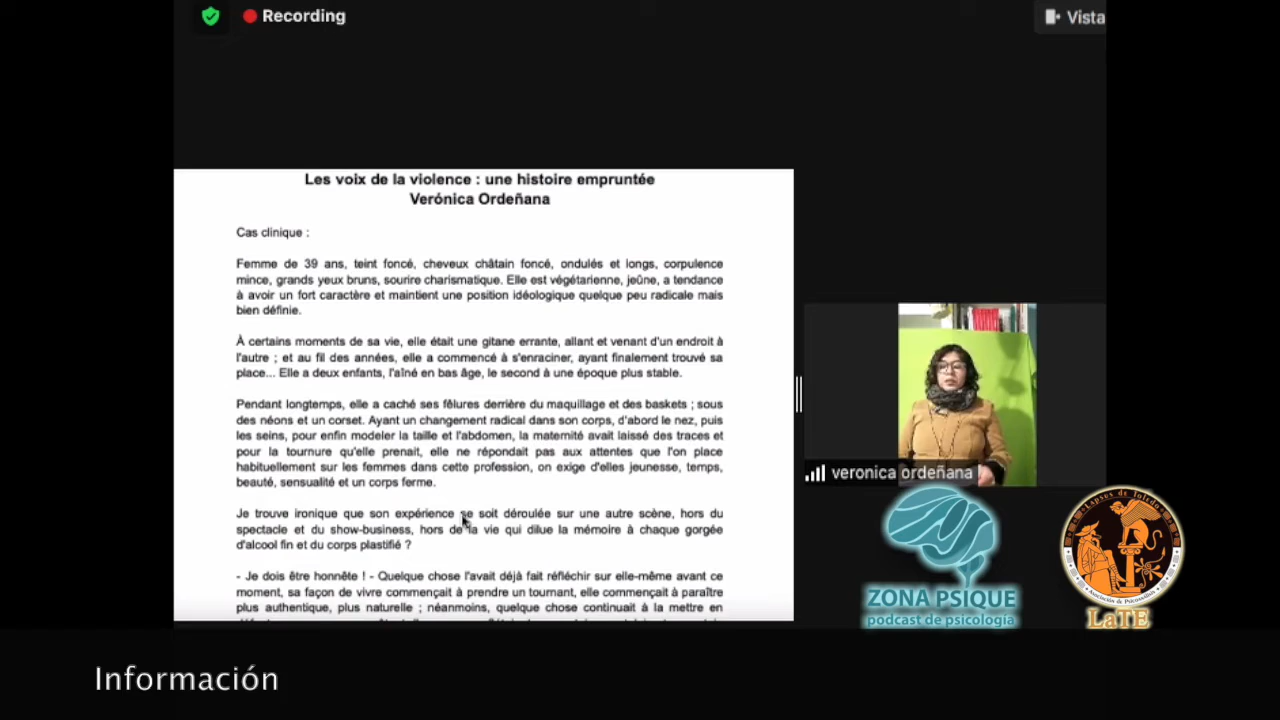 Recording
Vista
Les voix de la violence : une histoire empruntée
Verónica Ordeñana
Cas clinique :
Femme de 39 ans, teint foncé, cheveux châtain foncé, ondulés et longs, corpulence
mince, grands yeux bruns, sourire charismatique. Elle est végétarienne, jeûne, a tendance
à avoir un fort caractère et maintient une position idéologique quelque peu radicale mais
bien définie.
À certains moments de sa vie, elle était une gitane errante, allant et venant d'un endroit à
l'autre ; et au fil des années, elle a commencé à s'enraciner, ayant finalement trouvé sa
place... Elle a deux enfants, l'aîné en bas âge, le second à une époque plus stable.
Pendant longtemps, elle a caché ses fêlures derrière du maquillage et des baskets ; sous
des néons et un corset. Ayant un changement radical dans son corps, d'abord le nez, puis
les seins, pour enfin modeler la taille et l'abdomen, la maternité avait laissé des traces et
pour la tournure qu'elle prenait, elle ne répondait pas aux attentes que l'on place
habituellement sur les femmes dans cette profession, on exige d'elles jeunesse, temps,
beauté, sensualité et un corps ferme.
Je trouve ironique que son expérience se soit déroulée sur une autre scène, hors du
spectacle et du show-business, hors de la vie qui dilue la mémoire à chaque gorgée
d'alcool fin et du corps plastifié ?
- Je dois être honnête ! - Quelque chose l'avait déjà fait réfléchir sur elle-même avant ce
moment, sa façon de vivre commençait à prendre un tournant, elle commençait à paraître
plus authentique, plus naturelle ; néanmoins, quelque chose continuait à la mettre en
veronica ordeñana
ZONA PSIQUE
podcast de psicología
Lapsus de Toledo
Asociación de Psicoanálisis
LaTE
Información